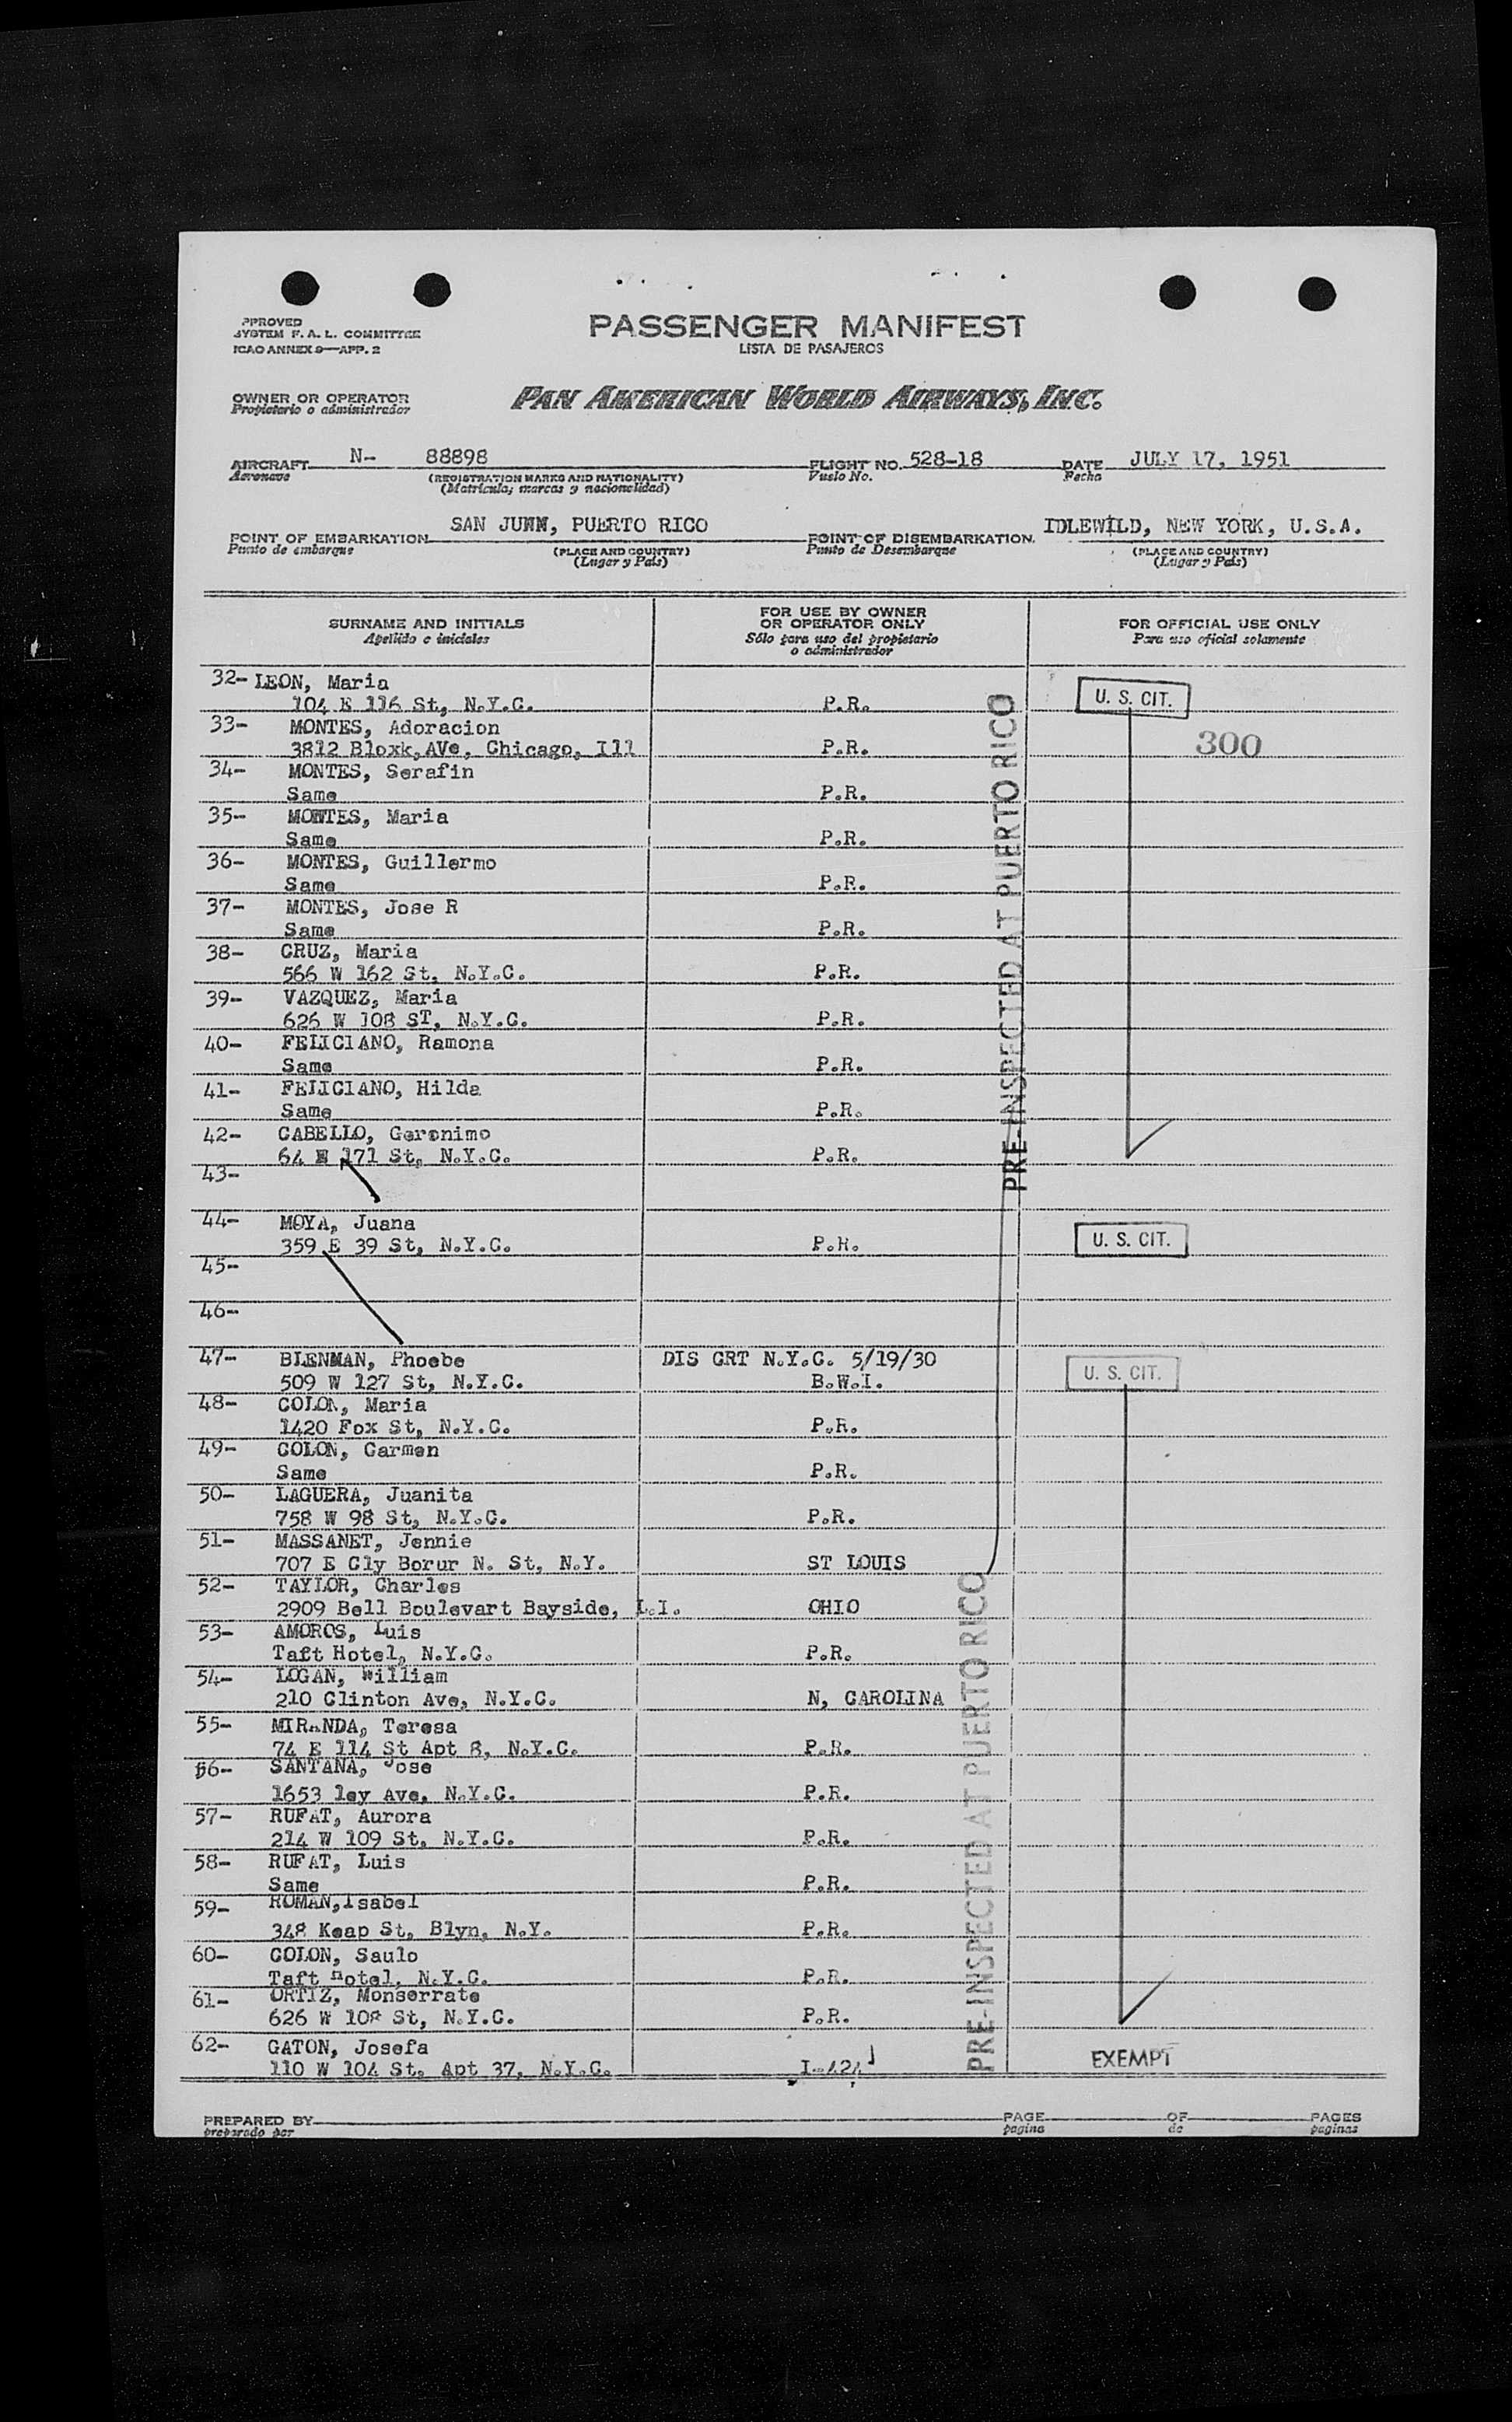 PPROVED
SYSTEM F. A. L. COMMITTEE
ICAO ANNEX 9—APP. 2
PASSENGER MANIFEST
LISTA DE PASAJEROS
OWNER OR OPERATOR
Propietario o administrador
PAN AMERICAN WORLD AIRWAYS, INC.
AIRCRAFT N- 88898 FLIGHT NO. 528-18 DATE JULY 17, 1951
Aeronave (REGISTRATION MARKS AND NATIONALITY) Vuelo No. Fecha
(Matrícula; marcas y nacionalidad)
SAN JUWN, PUERTO RICO IDLEWILD, NEW YORK, U.S.A.
POINT OF EMBARKATION POINT OF DISEMBARKATION
Punto de embarque (PLACE AND COUNTRY) Punto de Desembarque (PLACE AND COUNTRY)
(Lugar y País) (Lugar y País)
SURNAME AND INITIALS FOR USE BY OWNER OR OPERATOR ONLY FOR OFFICIAL USE ONLY
Apellido e iniciales Sólo para uso del propietario o administrador Para uso oficial solamente
32- LEON, Maria
104 E 116 St, N.Y.C. P.R. U. S. CIT.
33- MONTES, Adoracion
3812 Bloxk,AVe, Chicago, Ill P.R. 300
34- MONTES, Serafin
Same P.R.
35- MONTES, Maria
Same P.R.
36- MONTES, Guillermo
Same P.R.
37- MONTES, Jose R
Same P.R.
38- CRUZ, Maria
566 W 162 St, N.Y.C. P.R.
39- VAZQUEZ, Maria
626 W 108 ST, N.Y.C. P.R.
40- FELICIANO, Ramona
Same P.R.
41- FELICIANO, Hilda
Same P.R.
42- CABELLO, Geronimo
64 171 St, N.Y.C. P.R.
43-
44- MOYA, Juana
359 E 39 St, N.Y.C. P.R. U. S. CIT.
45-
46-
47- BLENMAN, Phoebe DIS CRT N.Y.C. 5/19/30
509 W 127 St, N.Y.C. B.W.I. U. S. CIT.
48- COLON, Maria
1420 Fox St, N.Y.C. P.R.
49- COLON, Carmen
Same P.R.
50- LAGUERA, Juanita
758 W 98 St, N.Y.C. P.R.
51- MASSANET, Jennie
707 E Cly Borur N. St, N.Y. ST LOUIS
52- TAYLOR, Charles
2909 Bell Boulevart Bayside, L.I. OHIO
53- AMOROS, Luis
Taft Hotel, N.Y.C. P.R.
54- LOGAN, William
210 Clinton Ave, N.Y.C. N, CAROLINA
55- MIRANDA, Teresa
74 E 114 St Apt 8, N.Y.C. P.R.
56- SANTANA, Jose
1653 ley Ave, N.Y.C. P.R.
57- RUFAT, Aurora
214 W 109 St, N.Y.C. P.R.
58- RUFAT, Luis
Same P.R.
59- ROMAN, Isabel
348 Keap St, Blyn, N.Y. P.R.
60- COLON, Saulo
Taft Hotel, N.Y.C. P.R.
61- ORTIZ, Monserrate
626 W 108 St, N.Y.C. P.R.
62- GATON, Josefa
110 W 104 St, Apt 37, N.Y.C. I-424 EXEMPT
PRE-INSPECTED AT PUERTO RICO
PRE-INSPECTED AT PUERTO RICO
PREPARED BY PAGE OF PAGES
preparado por pagina de paginas